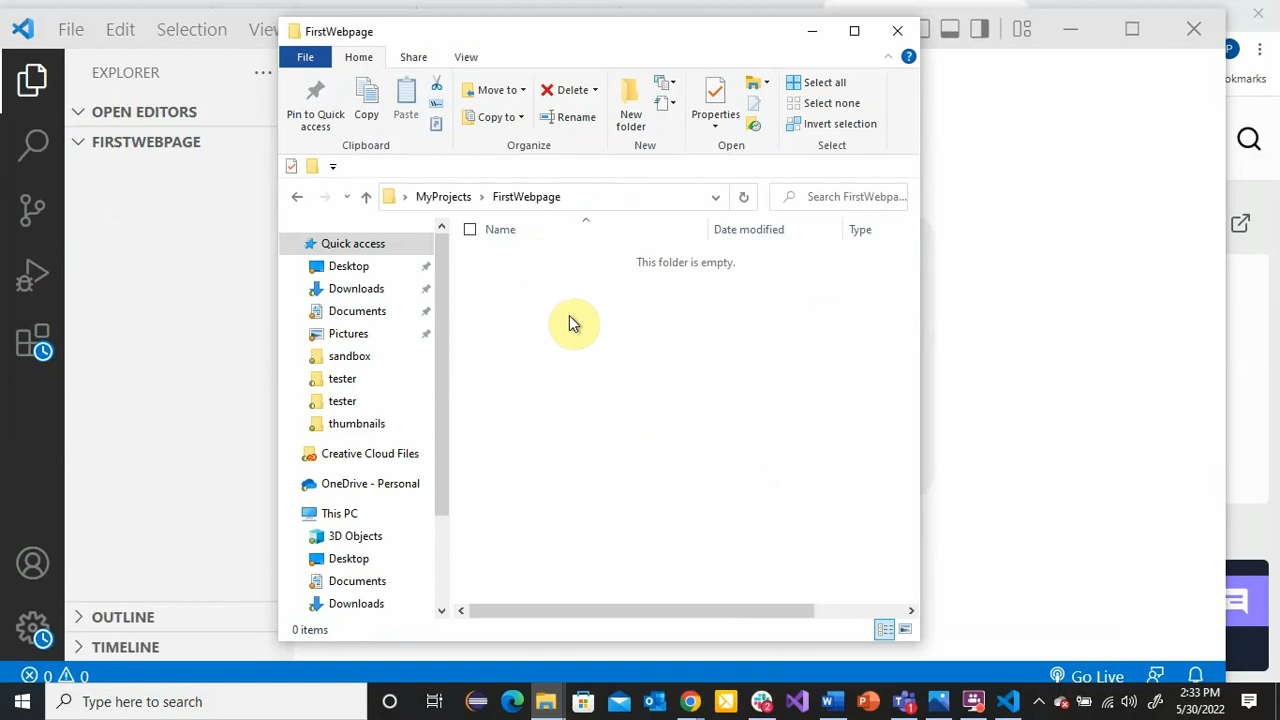 File Edit Selection View
EXPLORER ...
OPEN EDITORS
FIRSTWEBPAGE
OUTLINE
TIMELINE
0 0
Go Live
FirstWebpage
File Home Share View
Pin to Quick access
Copy
Paste
Move to
Copy to
Delete
Rename
New folder
Properties
Select all
Select none
Invert selection
Clipboard Organize New Open Select
MyProjects FirstWebpage
Search FirstWebpa...
Name Date modified Type
This folder is empty.
Quick access
Desktop
Downloads
Documents
Pictures
sandbox
tester
tester
thumbnails
Creative Cloud Files
OneDrive - Personal
This PC
3D Objects
Desktop
Documents
Downloads
0 items
P
Type here to search
2:33 PM
5/30/2022